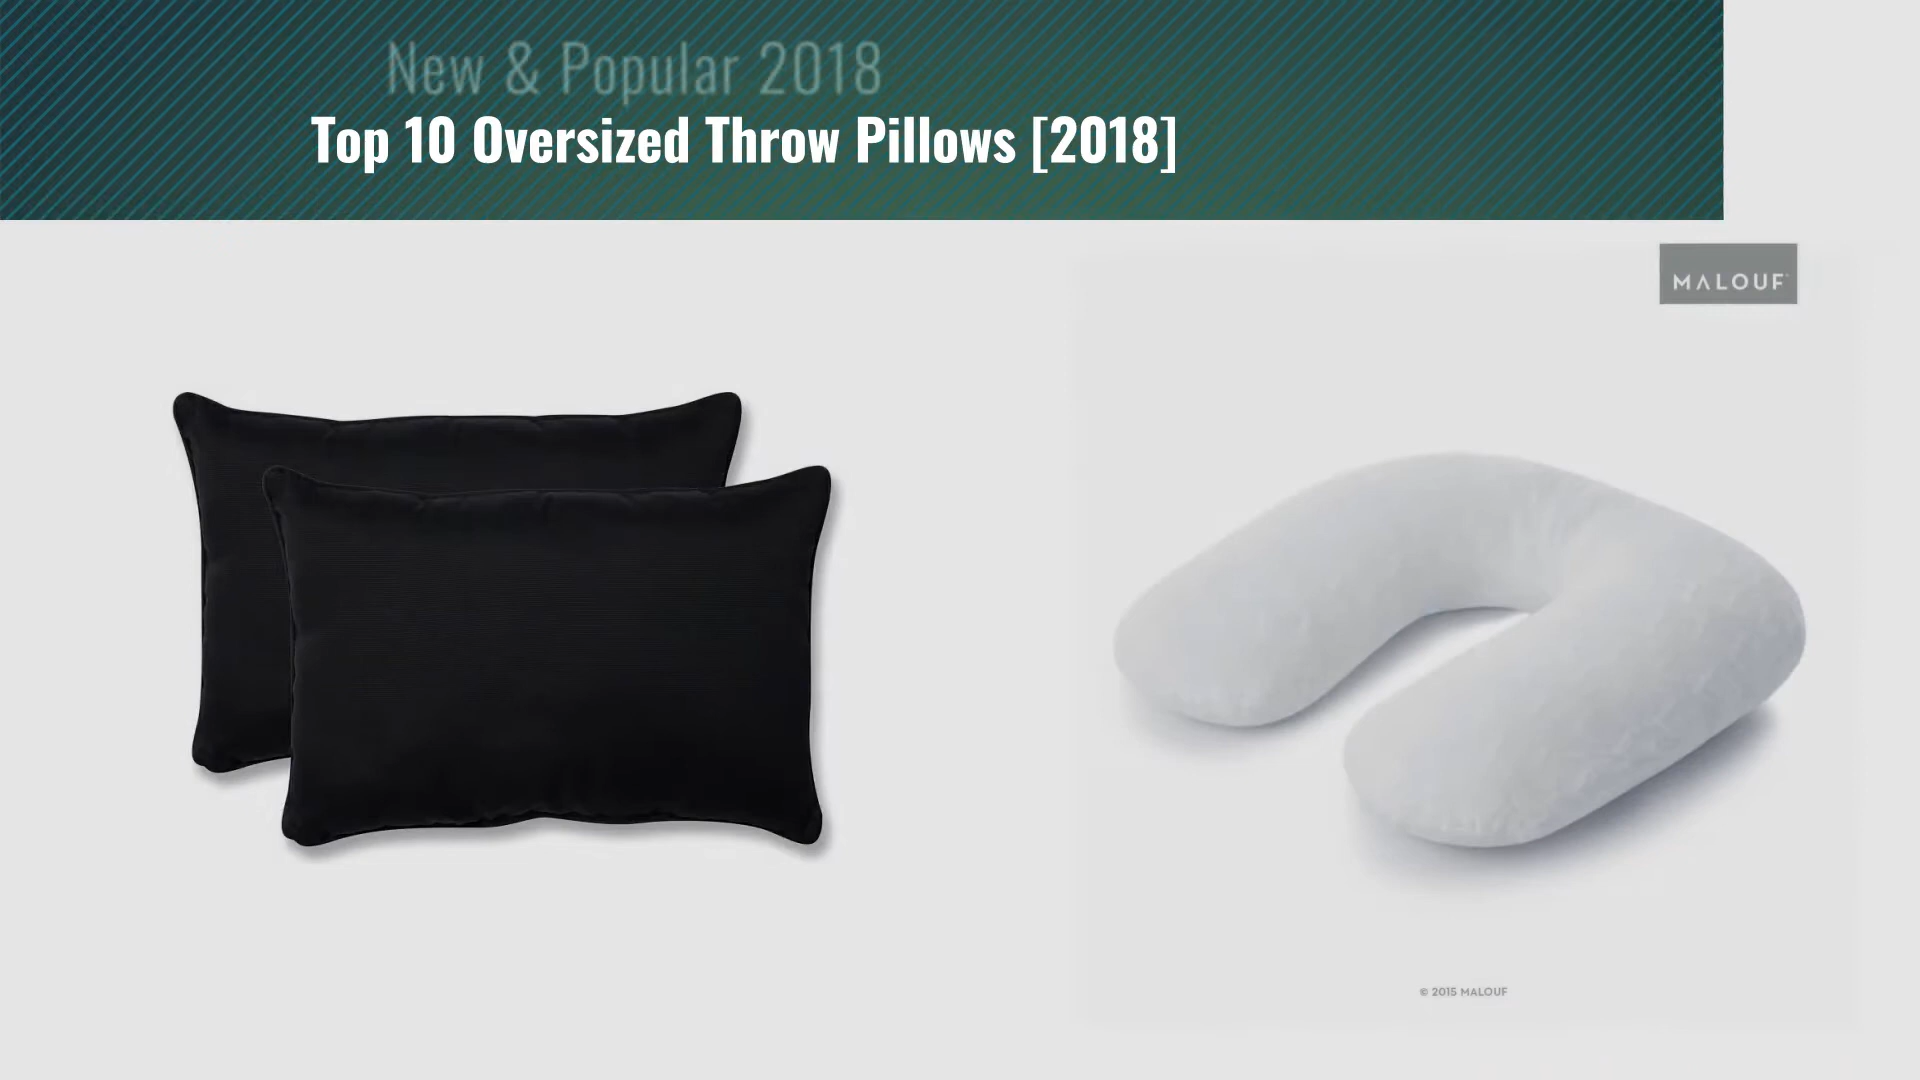 New & Popular 2018
Top 10 Oversized Throw Pillows [2018]
MALOUF
© 2015 MALOUF